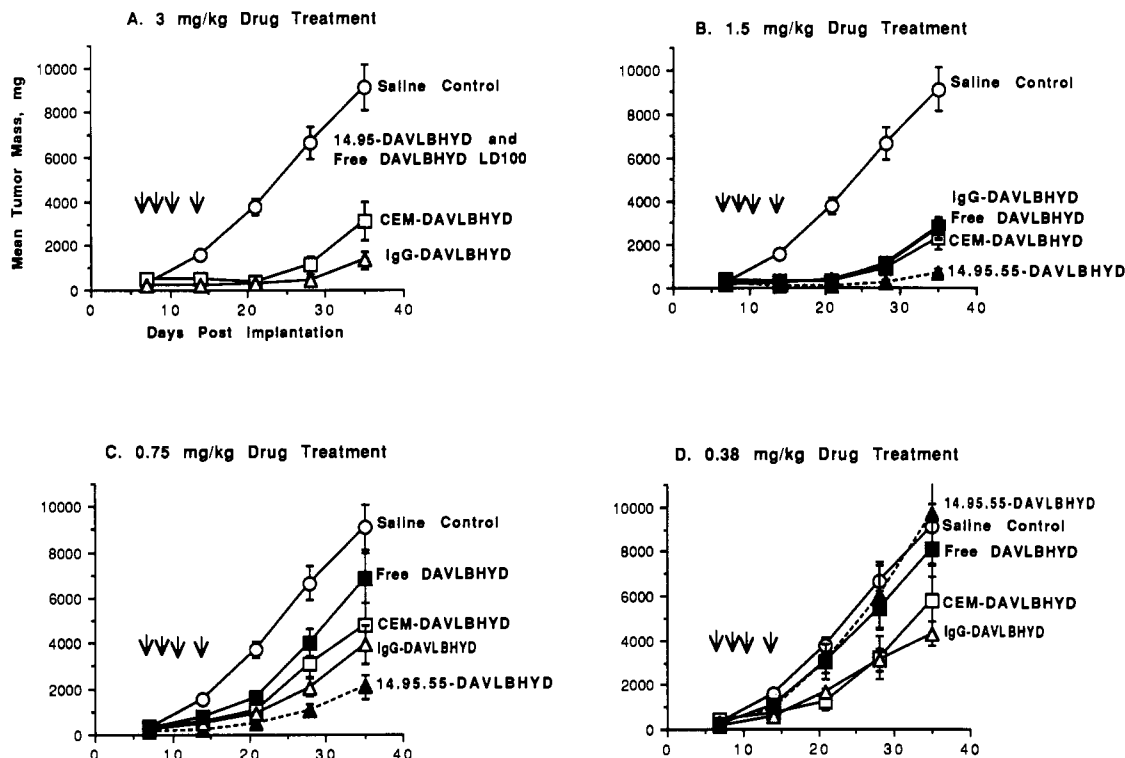 A. 3 mg/kg Drug Treatment
Mean Tumor Mass, mg
10000
8000
6000
4000
2000
0
Saline Control
14.95-DAVLBHYD and
Free DAVLBHYD LD100
CEM-DAVLBHYD
IgG-DAVLBHYD
0 10 20 30 40
Days Post Implantation
B. 1.5 mg/kg Drug Treatment
10000
8000
6000
4000
2000
0
Saline Control
IgG-DAVLBHYD
Free DAVLBHYD
CEM-DAVLBHYD
14.95.55-DAVLBHYD
0 10 20 30 40
C. 0.75 mg/kg Drug Treatment
10000
8000
6000
4000
2000
0
Saline Control
Free DAVLBHYD
CEM-DAVLBHYD
IgG-DAVLBHYD
14.95.55-DAVLBHYD
0 10 20 30 40
D. 0.38 mg/kg Drug Treatment
10000
8000
6000
4000
2000
0
14.95.55-DAVLBHYD
Saline Control
Free DAVLBHYD
CEM-DAVLBHYD
IgG-DAVLBHYD
0 10 20 30 40